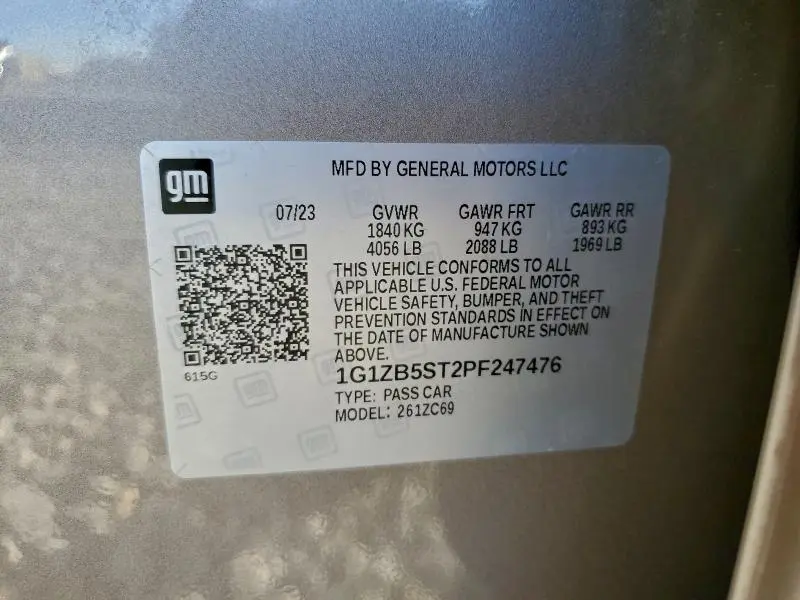 gm
MFD BY GENERAL MOTORS LLC
07/23 GVWR GAWR FRT GAWR RR
1840 KG 947 KG 893 KG
4056 LB 2088 LB 1969 LB
THIS VEHICLE CONFORMS TO ALL
APPLICABLE U.S. FEDERAL MOTOR
VEHICLE SAFETY, BUMPER, AND THEFT
PREVENTION STANDARDS IN EFFECT ON
THE DATE OF MANUFACTURE SHOWN
ABOVE.
615G
1G1ZB5ST2PF247476
TYPE: PASS CAR
MODEL: 261ZC69